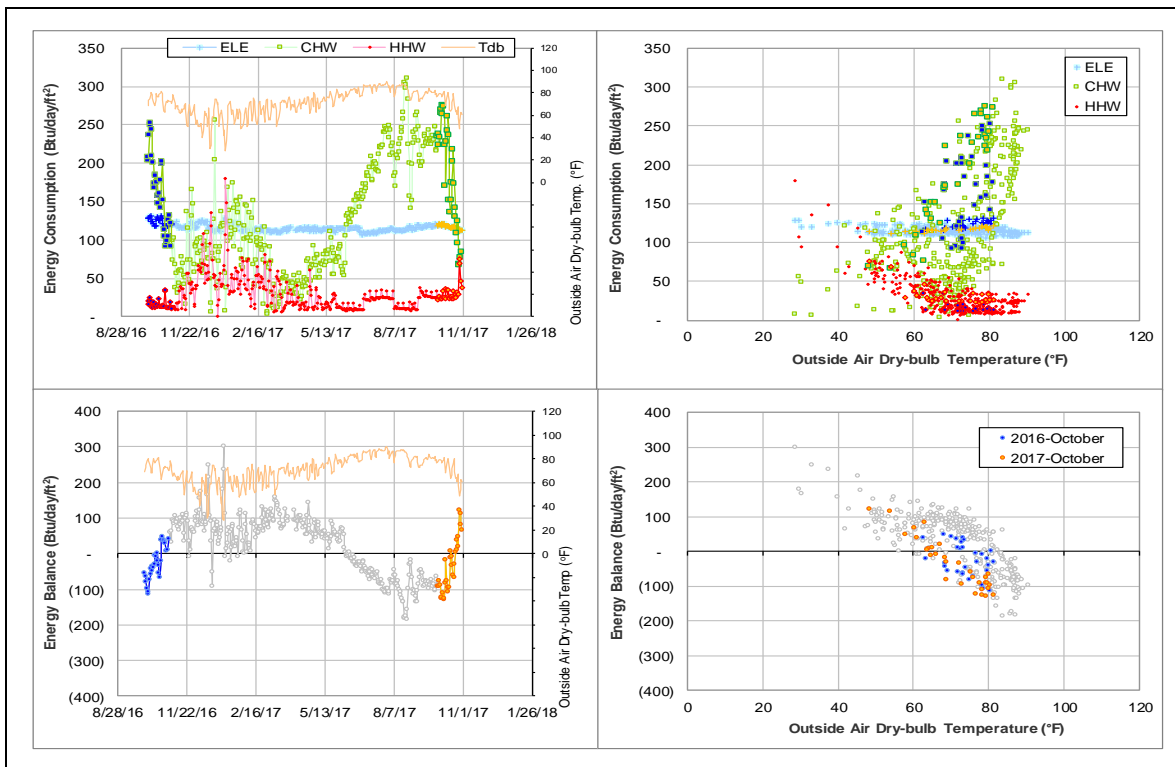 ELE CHW HHW Tdb
Energy Consumption (Btu/day/ft²)
350
300
250
200
150
100
50
-
120
100
80
60
40
20
0
Outside Air Dry-bulb Temp. (°F)
8/28/16 11/22/16 2/16/17 5/13/17 8/7/17 11/1/17 1/26/18
Energy Consumption (Btu/day/ft²)
350
300
250
200
150
100
50
-
ELE
CHW
HHW
0 20 40 60 80 100 120
Outside Air Dry-bulb Temperature (°F)
Energy Balance (Btu/day/ft²)
400
300
200
100
-
(100)
(200)
(300)
(400)
120
100
80
60
40
20
0
Outside Air Dry-bulb Temp (°F)
8/28/16 11/22/16 2/16/17 5/13/17 8/7/17 11/1/17 1/26/18
Energy Balance (Btu/day/ft²)
400
300
200
100
-
(100)
(200)
(300)
(400)
2016-October
2017-October
0 20 40 60 80 100 120
Outside Air Dry-bulb Temperature (°F)